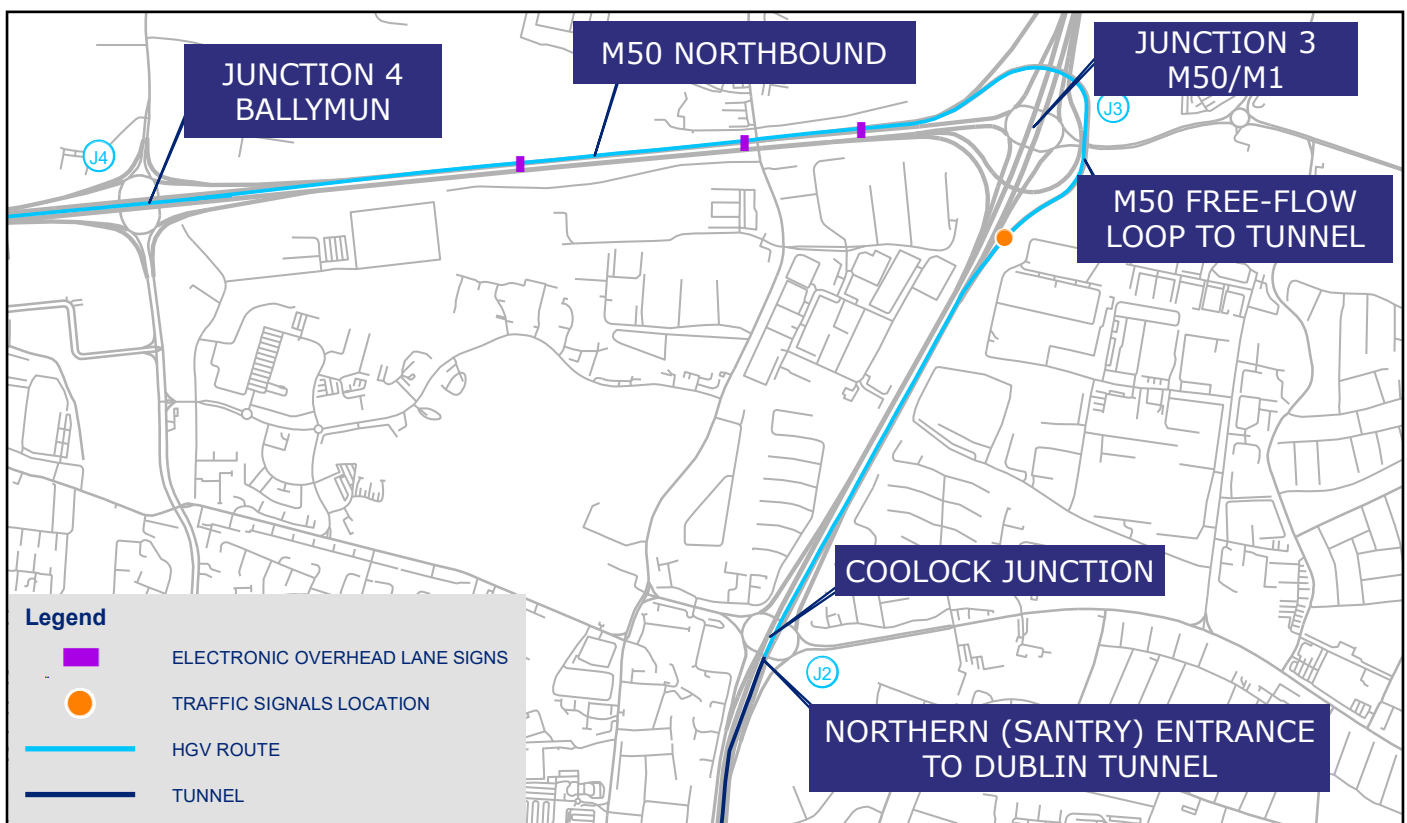 JUNCTION 4
BALLYMUN
M50 NORTHBOUND
JUNCTION 3
M50/M1
J4
J3
M50 FREE-FLOW
LOOP TO TUNNEL
COOLOCK JUNCTION
J2
NORTHERN (SANTRY) ENTRANCE
TO DUBLIN TUNNEL
Legend
ELECTRONIC OVERHEAD LANE SIGNS
TRAFFIC SIGNALS LOCATION
HGV ROUTE
TUNNEL